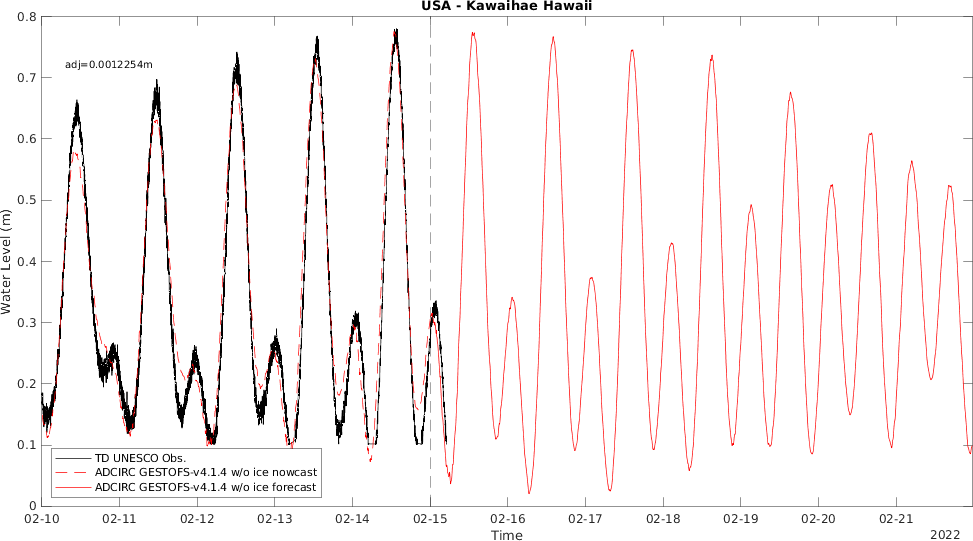 USA - Kawaihae Hawaii
0.8
adj=0.0012254m
0.7
0.6
0.5
0.4
0.3
0.2
0.1
0
Water Level (m)
TD UNESCO Obs.
ADCIRC GESTOFS-v4.1.4 w/o ice nowcast
ADCIRC GESTOFS-v4.1.4 w/o ice forecast
02-10 02-11 02-12 02-13 02-14 02-15 02-16 02-17 02-18 02-19 02-20 02-21
Time
2022